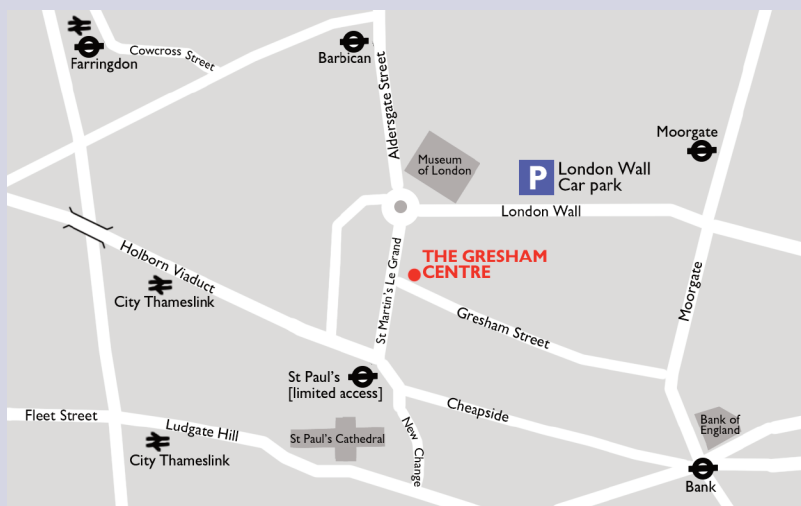 Farringdon
Cowcross Street
Barbican
Aldersgate Street
Museum
of London
P
London Wall
Car park
Moorgate
London Wall
Holborn Viaduct
City Thameslink
St Martin's Le Grand
THE GRESHAM
CENTRE
Gresham Street
Moorgate
St Paul's
[limited access]
Cheapside
Fleet Street
Ludgate Hill
City Thameslink
St Paul's Cathedral
New Change
Bank of
England
Bank